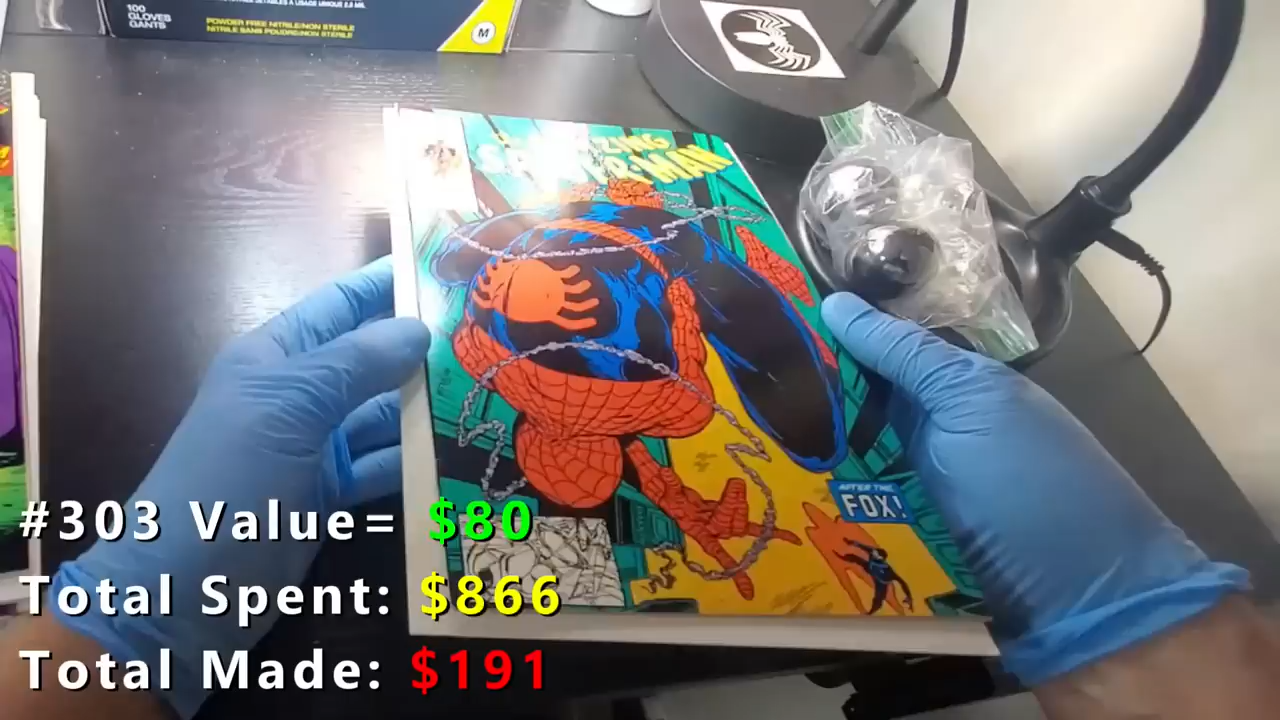 100
GLOVES
GANTS
POWDER FREE NITRILE/NON STERILE
NITRILE SANS POUDRE/NON STERILE
M
SPIDER-MAN
AFTER THE
FOX!
#303 Value= $80
Total Spent: $866
Total Made: $191